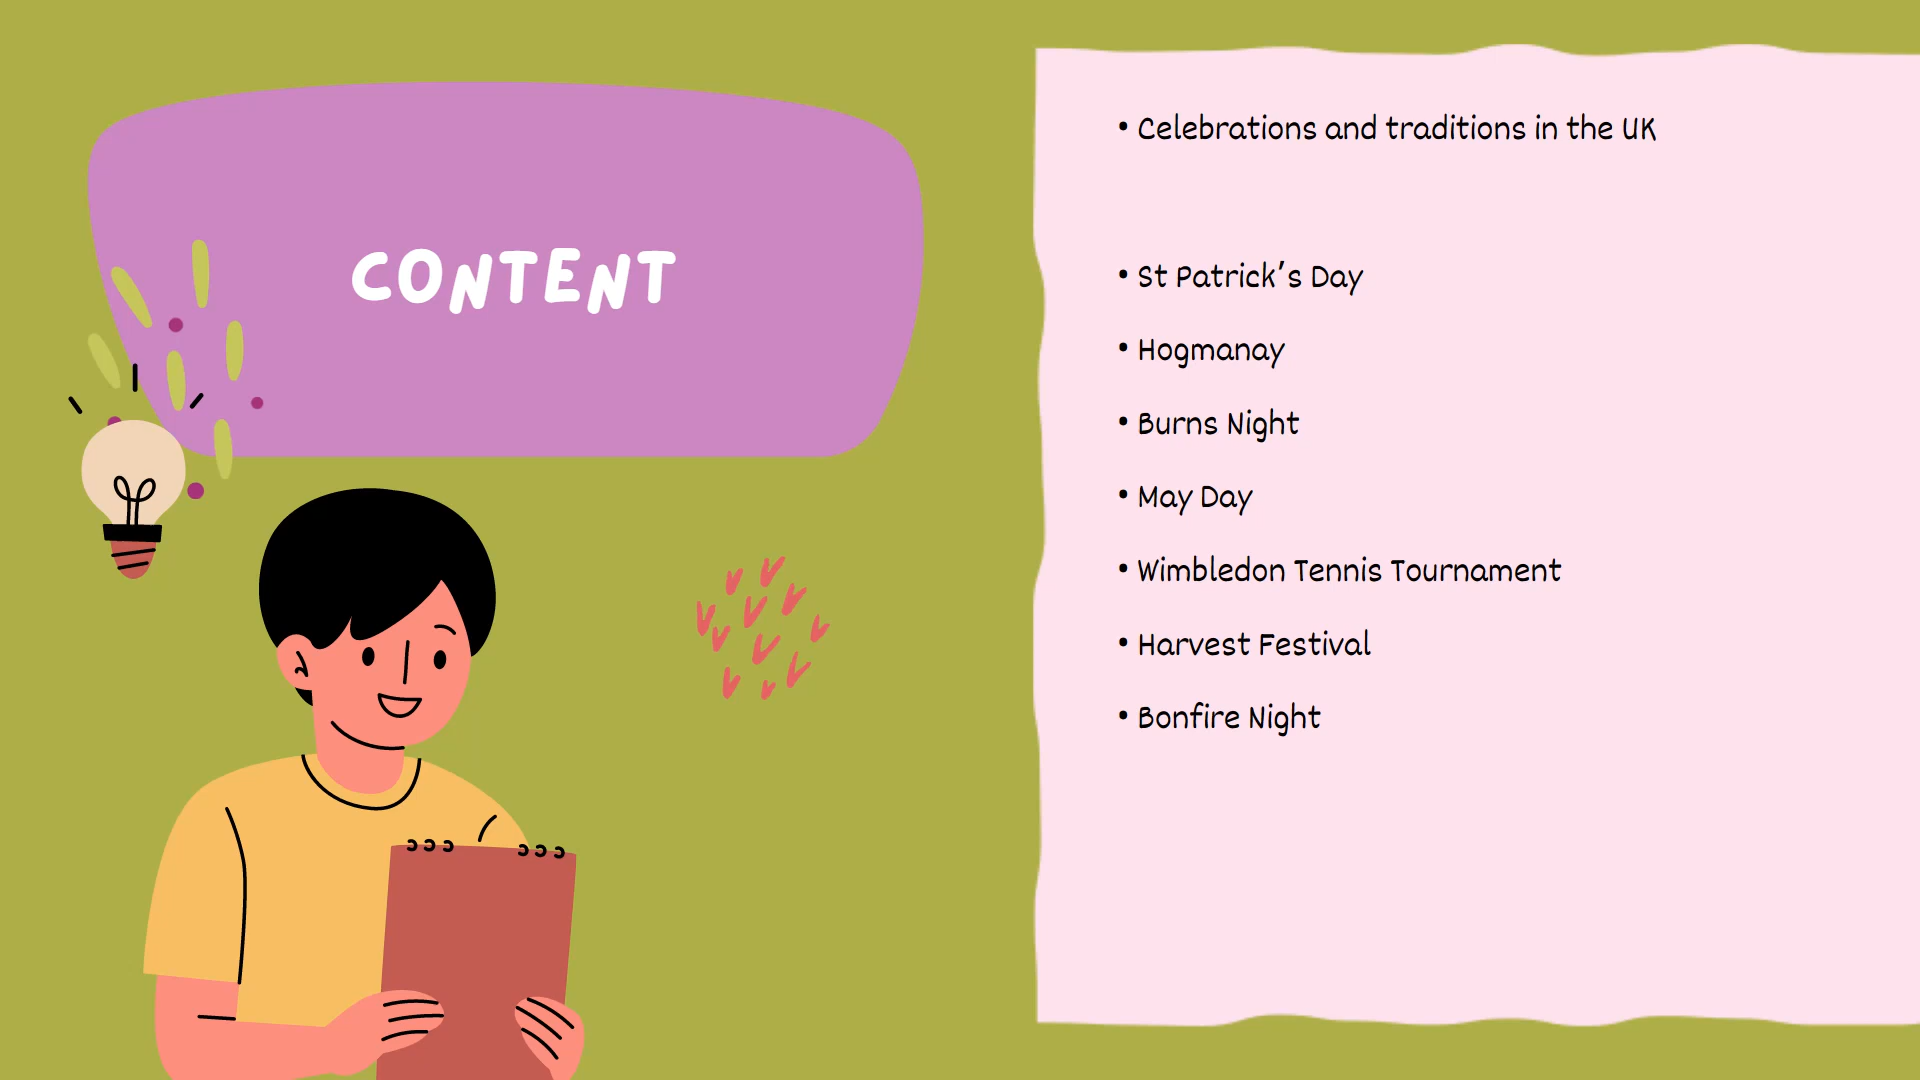 CONTENT
• Celebrations and traditions in the UK
• St Patrick's Day
• Hogmanay
• Burns Night
• May Day
• Wimbledon Tennis Tournament
• Harvest Festival
• Bonfire Night